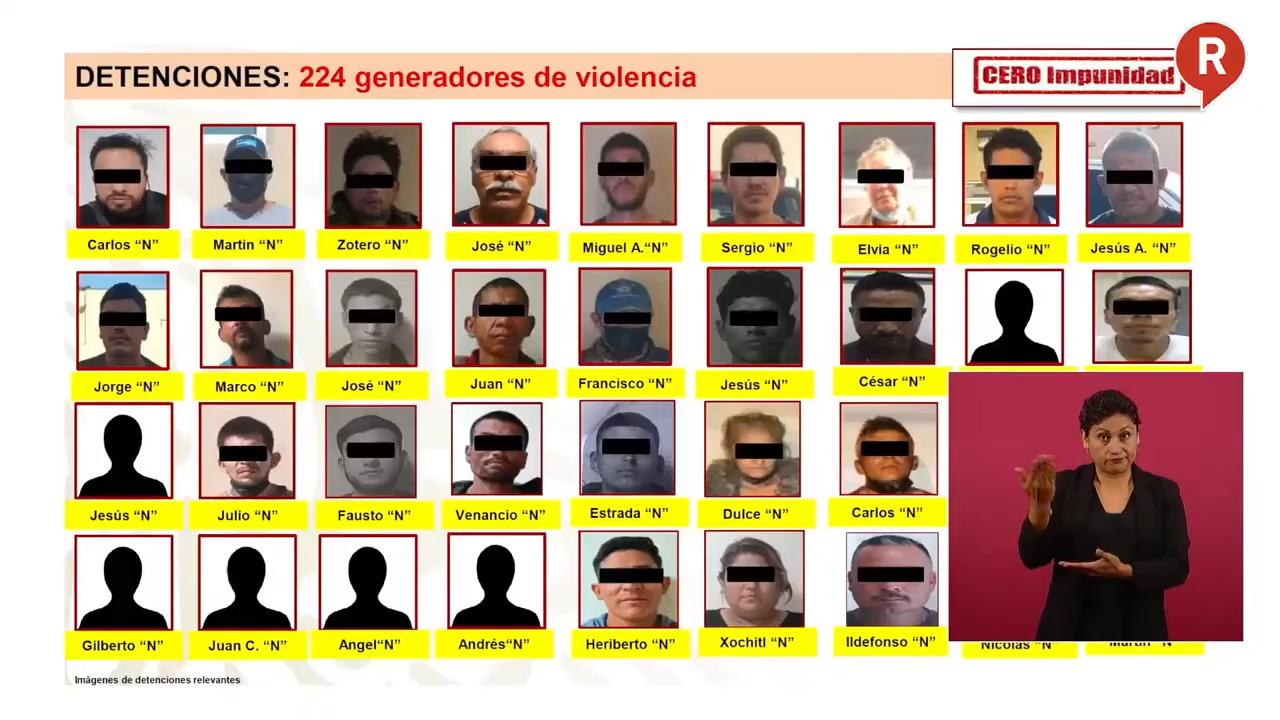 DETENCIONES: 224 generadores de violencia
CERO Impunidad
R
Carlos “N”
Martín “N”
Zotero “N”
José “N”
Miguel A.“N”
Sergio “N”
Elvia “N”
Rogelio “N”
Jesús A. “N”
Jorge “N”
Marco “N”
José “N”
Juan “N”
Francisco “N”
Jesús “N”
César “N”
Jesús “N”
Julio “N”
Fausto “N”
Venancio “N”
Estrada “N”
Dulce “N”
Carlos “N”
Gilberto “N”
Juan C. “N”
Angel“N”
Andrés“N”
Heriberto “N”
Xochitl “N”
Ildefonso “N”
Nicolás “N”
Martín “N”
Imágenes de detenciones relevantes